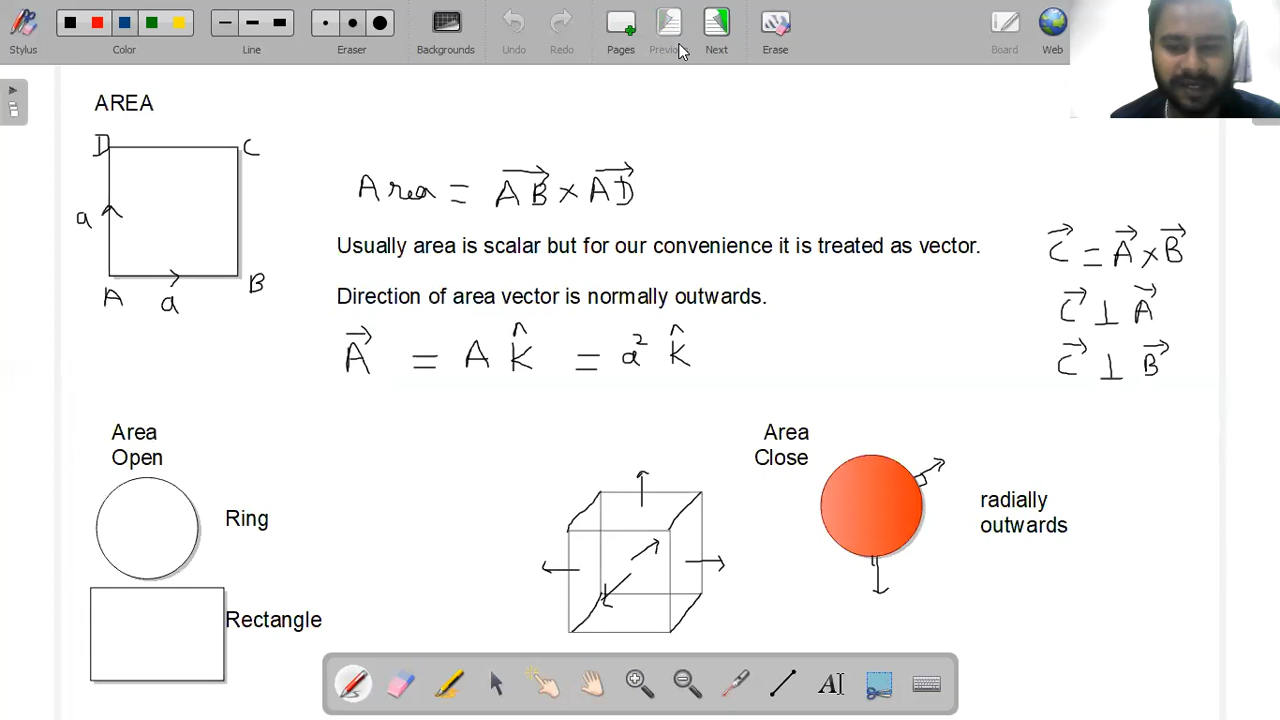 Stylus
Color
Line
Eraser
Backgrounds
Undo
Redo
Pages
Next
Erase
Board
Web
AREA
D
C
a
A
a
B
Area = AB × AD
Usually area is scalar but for our convenience it is treated as vector.
Direction of area vector is normally outwards.
A = A k̂ = a² k̂
C = A × B
C ⊥ A
C ⊥ B
Area
Open
Ring
Rectangle
Area
Close
radially
outwards
AI